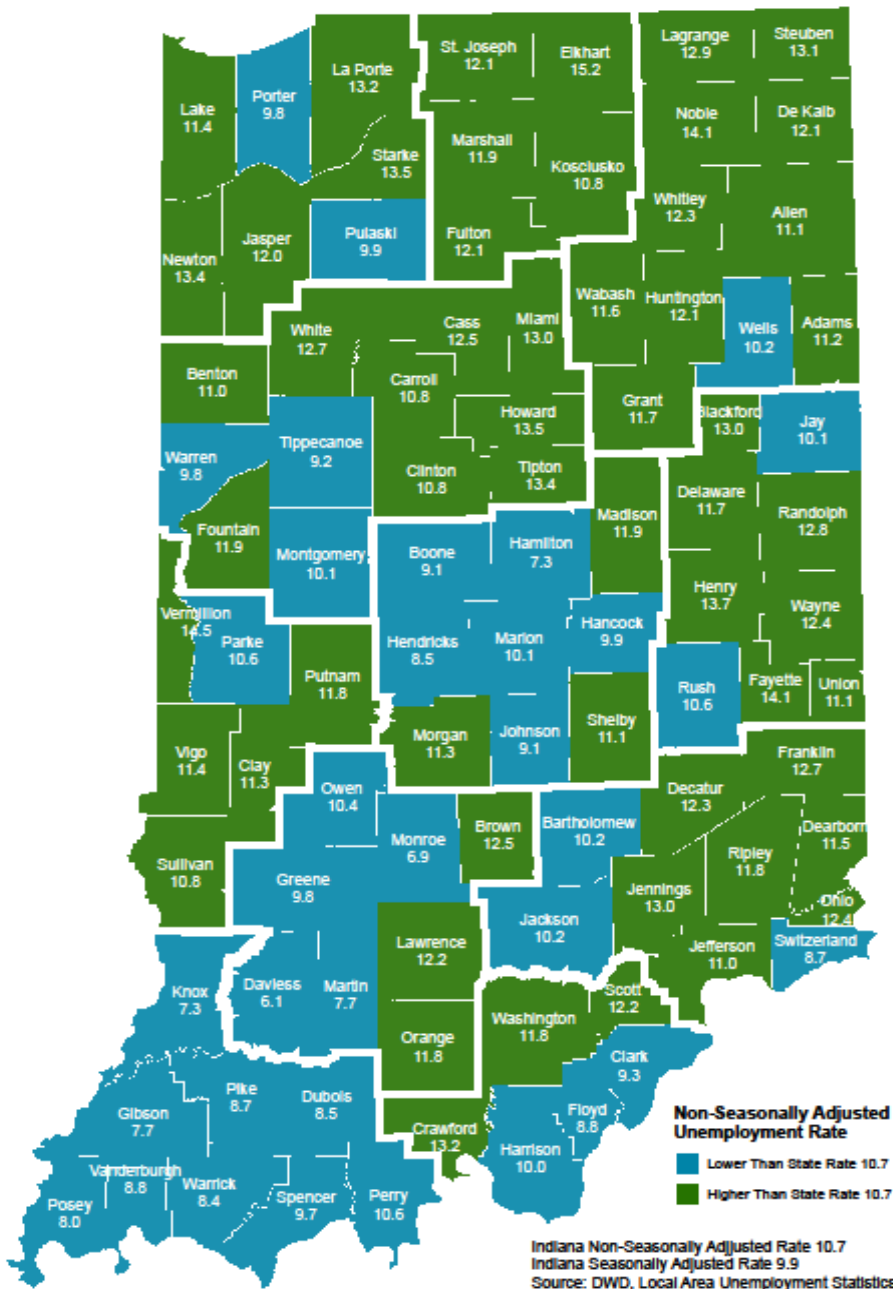 St. Joseph
12.1
Elkhart
15.2
Lagrange
12.9
Steuben
13.1
La Porte
13.2
Porter
9.8
Lake
11.4
Noble
14.1
De Kalb
12.1
Marshall
11.9
Starke
13.5
Kosciusko
10.8
Whitley
12.3
Allen
11.1
Newton
13.4
Jasper
12.0
Pulaski
9.9
Fulton
12.1
Wabash
11.6
Huntington
12.1
Wells
10.2
Adams
11.2
White
12.7
Cass
12.5
Miami
13.0
Benton
11.0
Carroll
10.8
Grant
11.7
Blackford
13.0
Jay
10.1
Howard
13.5
Warren
9.8
Tippecanoe
9.2
Clinton
10.8
Tipton
13.4
Delaware
11.7
Randolph
12.8
Madison
11.9
Fountain
11.9
Montgomery
10.1
Boone
9.1
Hamilton
7.3
Henry
13.7
Wayne
12.4
Vermillion
14.5
Parke
10.6
Hendricks
8.5
Marion
10.1
Hancock
9.9
Putnam
11.8
Rush
10.6
Fayette
14.1
Union
11.1
Vigo
11.4
Clay
11.3
Morgan
11.3
Johnson
9.1
Shelby
11.1
Franklin
12.7
Owen
10.4
Decatur
12.3
Monroe
6.9
Brown
12.5
Bartholomew
10.2
Dearborn
11.5
Sullivan
10.8
Greene
9.8
Ripley
11.8
Jennings
13.0
Ohio
12.4
Jackson
10.2
Lawrence
12.2
Jefferson
11.0
Switzerland
8.7
Knox
7.3
Daviess
6.1
Martin
7.7
Scott
12.2
Washington
11.8
Orange
11.8
Clark
9.3
Pike
8.7
Dubois
8.5
Gibson
7.7
Floyd
8.8
Crawford
13.2
Harrison
10.0
Vanderburgh
8.8
Warrick
8.4
Posey
8.0
Spencer
9.7
Perry
10.6
Non-Seasonally Adjusted
Unemployment Rate
Lower Than State Rate 10.7
Higher Than State Rate 10.7
Indiana Non-Seasonally Adjusted Rate 10.7
Indiana Seasonally Adjusted Rate 9.9
Source: DWD, Local Area Unemployment Statistics